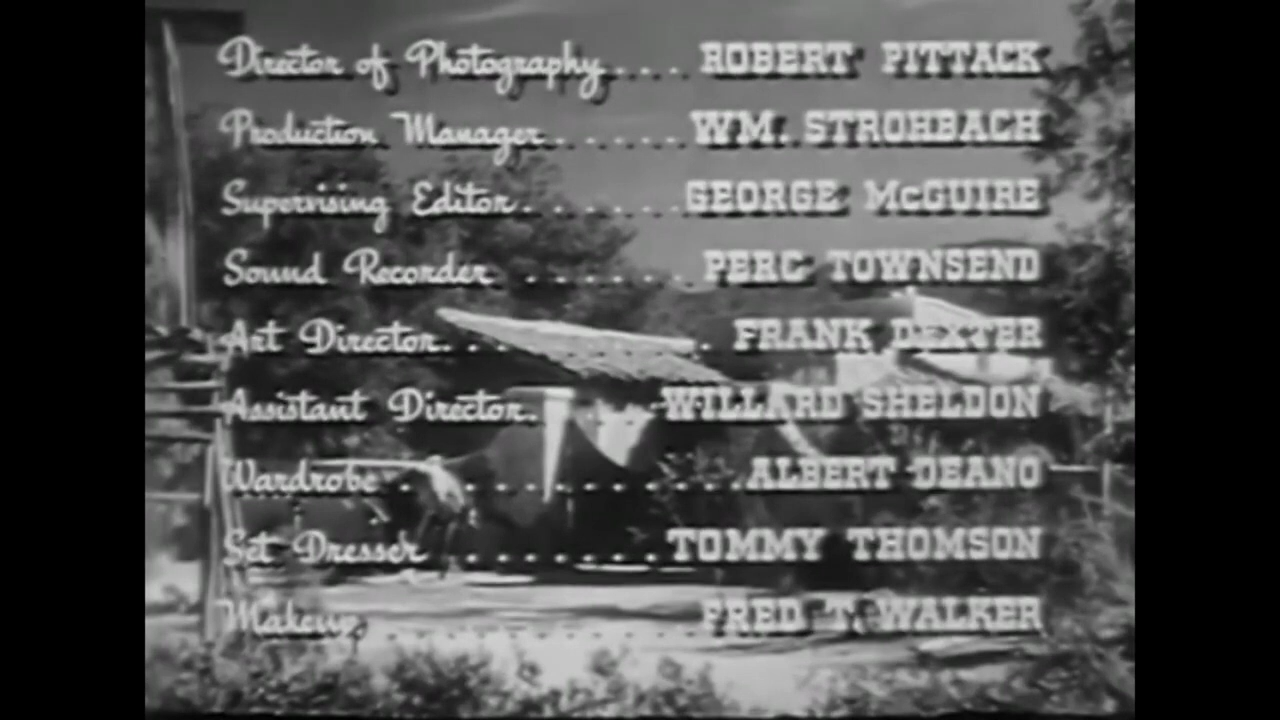 Director of Photography.... ROBERT PITTACK
Production Manager....... WM. STROHBACH
Supervising Editor....... GEORGE McGUIRE
Sound Recorder ...... PERC TOWNSEND
Art Director....... FRANK DEXTER
Assistant Director..... WILLARD SHELDON
Wardrobe ........... ALBERT DEANO
Set Dresser ........ TOMMY THOMSON
Makeup ........... FRED T. WALKER